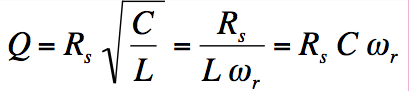 Q = R_s √(C/L) = R_s/(L ω_r) = R_s C ω_r